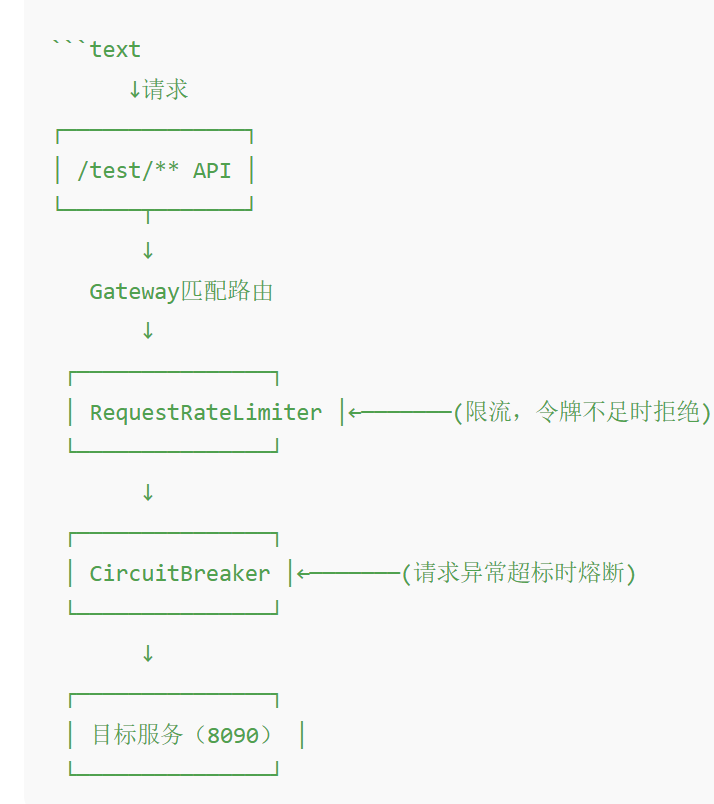 ```text
↓请求
┌──────────────┐
│ /test/** API │
└──────┬───────┘
↓
Gateway匹配路由
↓
┌───────────────┐
│ RequestRateLimiter │←───────(限流，令牌不足时拒绝)
└───────────────┘
↓
┌───────────────┐
│ CircuitBreaker │←───────(请求异常超标时熔断)
└───────────────┘
↓
┌───────────────┐
│ 目标服务（8090） │
└───────────────┘